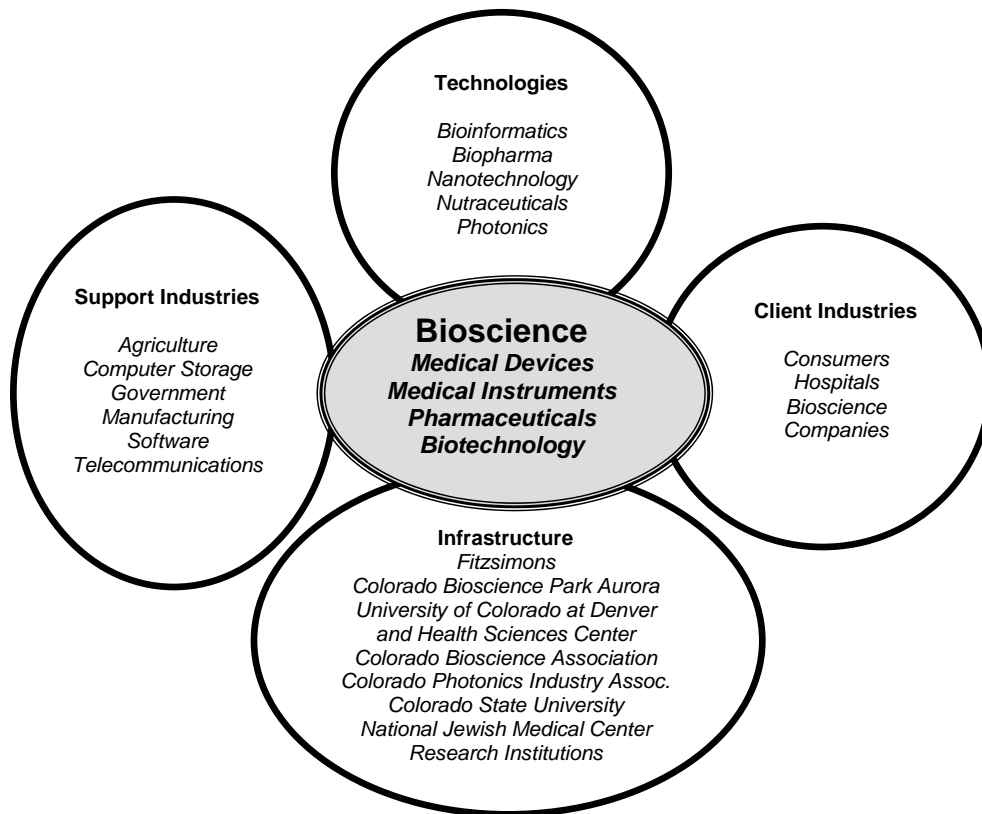 Technologies
Bioinformatics
Biopharma
Nanotechnology
Nutraceuticals
Photonics
Support Industries
Agriculture
Computer Storage
Government
Manufacturing
Software
Telecommunications
Bioscience
Medical Devices
Medical Instruments
Pharmaceuticals
Biotechnology
Client Industries
Consumers
Hospitals
Bioscience
Companies
Infrastructure
Fitzsimons
Colorado Bioscience Park Aurora
University of Colorado at Denver
and Health Sciences Center
Colorado Bioscience Association
Colorado Photonics Industry Assoc.
Colorado State University
National Jewish Medical Center
Research Institutions